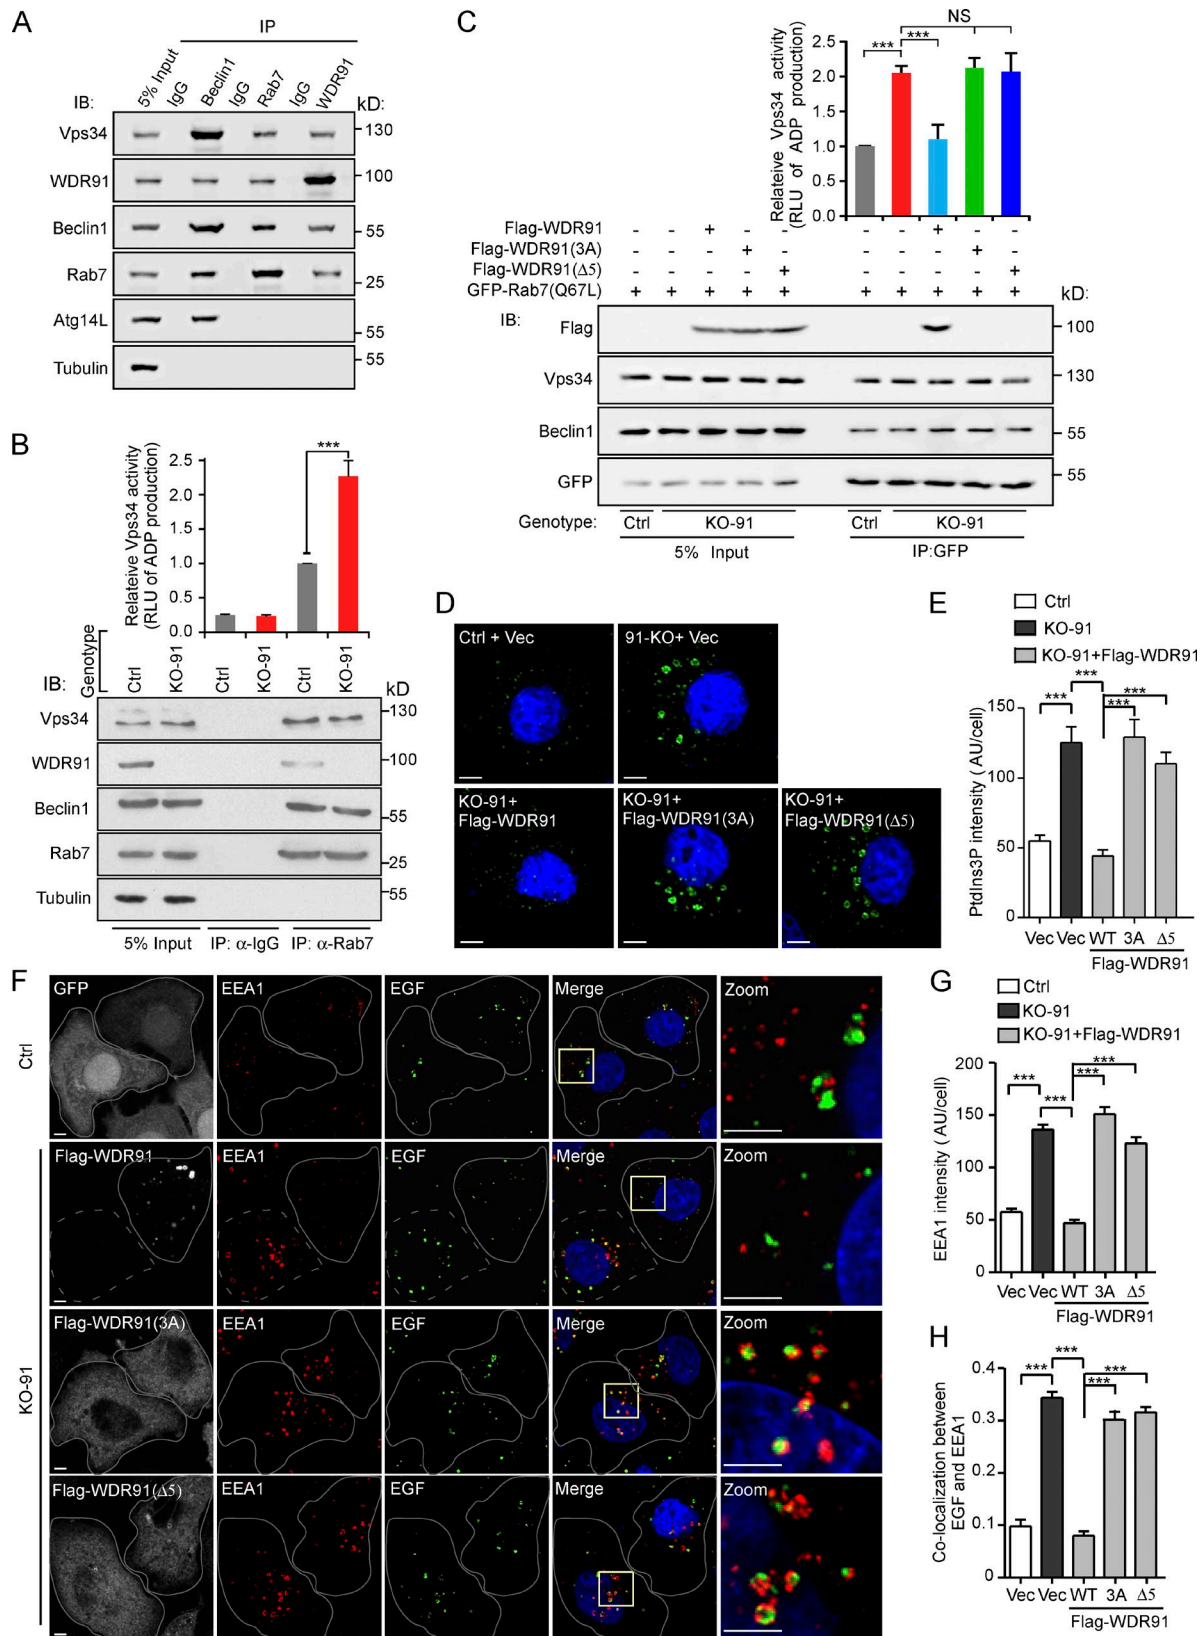 A
IP
IB:
5% Input
IgG
Beclin1
IgG
Rab7
IgG
WDR91
kD:
Vps34
130
WDR91
100
Beclin1
55
Rab7
25
Atg14L
55
Tubulin
55
B
Relateive Vps34 activity
(RLU of ADP production)
2.5
2.0
1.0
0.5
0.0
***
Genotype
IB:
Ctrl
KO-91
Ctrl
KO-91
Ctrl
KO-91
kD
Vps34
130
WDR91
100
Beclin1
55
Rab7
25
Tubulin
55
5% Input
IP: α-IgG
IP: α-Rab7
C
Relateive Vps34 activity
(RLU of ADP production)
2.5
2.0
1.5
1.0
0.5
0.0
***
***
NS
Flag-WDR91 - - + - - - - + - -
Flag-WDR91(3A) - - - + - - - - + -
Flag-WDR91(Δ5) - - - - + - - - - +
GFP-Rab7(Q67L) + + + + + + + + + +
kD:
IB:
Flag
100
Vps34
130
Beclin1
55
GFP
55
Genotype:
Ctrl
KO-91
Ctrl
KO-91
5% Input
IP:GFP
D
Ctrl + Vec
91-KO+ Vec
KO-91+
Flag-WDR91
KO-91+
Flag-WDR91(3A)
KO-91+
Flag-WDR91(Δ5)
E
Ctrl
KO-91
KO-91+Flag-WDR91
PtdIns3P intensity ( AU/cell)
150
100
50
0
***
***
***
***
Vec Vec WT 3A Δ5
Flag-WDR91
F
Ctrl
GFP
EEA1
EGF
Merge
Zoom
KO-91
Flag-WDR91
EEA1
EGF
Merge
Zoom
Flag-WDR91(3A)
EEA1
EGF
Merge
Zoom
Flag-WDR91(Δ5)
EEA1
EGF
Merge
Zoom
G
Ctrl
KO-91
KO-91+Flag-WDR91
EEA1 intensity ( AU/cell)
200
150
100
50
0
***
***
***
***
Vec Vec WT 3A Δ5
Flag-WDR91
H
Co-localization between
EGF and EEA1
0.4
0.3
0.2
0.1
0
***
***
***
***
Vec Vec WT 3A Δ5
Flag-WDR91